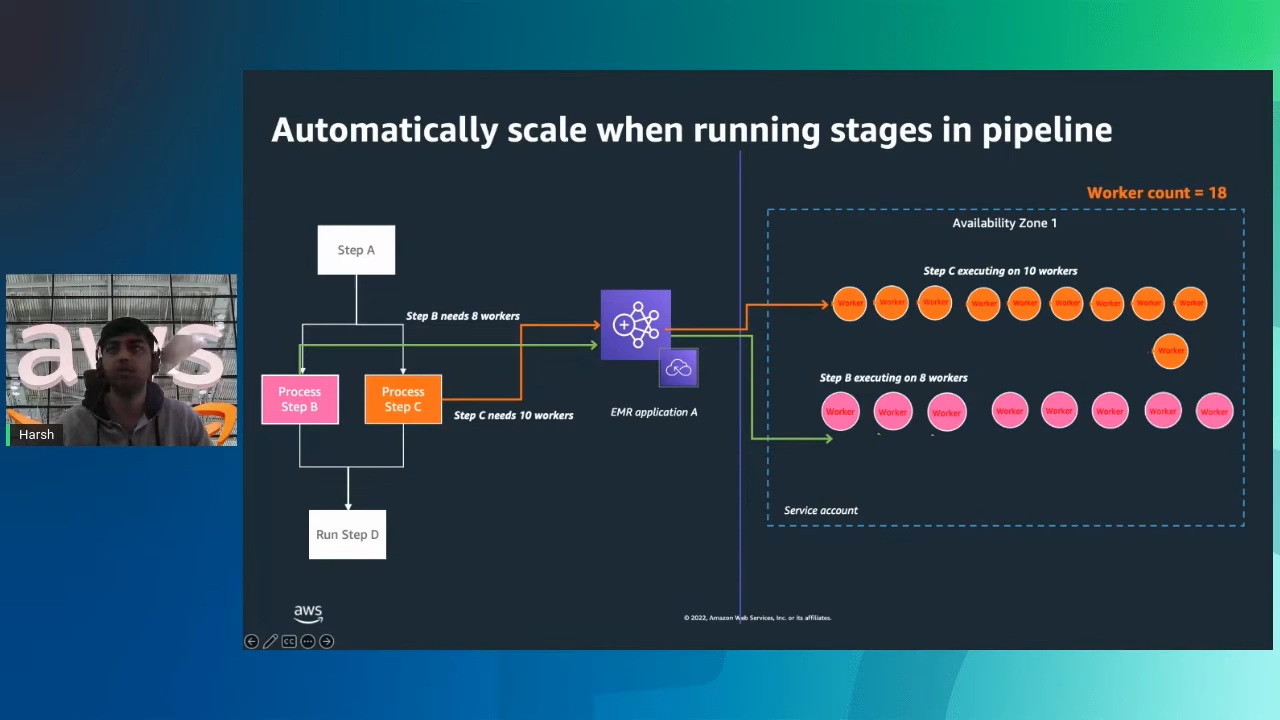 Automatically scale when running stages in pipeline
Worker count = 18
Availability Zone 1
Step A
Step C executing on 10 workers
Worker Worker Worker Worker Worker Worker Worker Worker Worker
Step B needs 8 workers
Worker
Step B executing on 8 workers
Process
Step B
Process
Step C
Step C needs 10 workers
EMR application A
Worker Worker Worker Worker Worker Worker Worker Worker
aws
Harsh
Service account
Run Step D
aws
© 2022, Amazon Web Services, Inc. or its affiliates.
CC